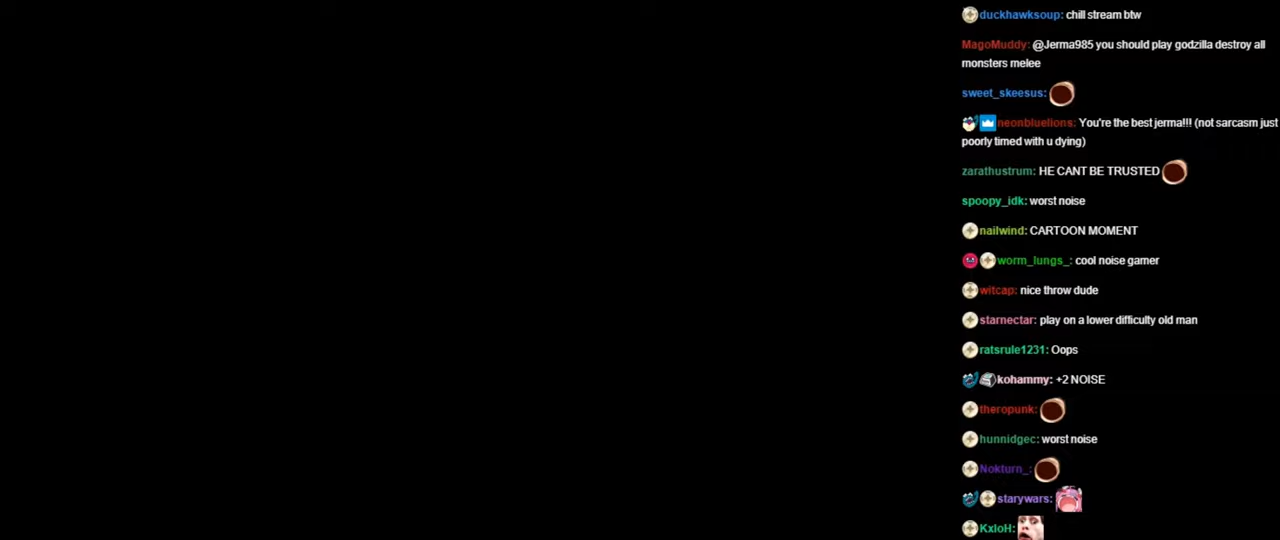 duckhawksoup: chill stream btw
MagoMuddy: @Jerma985 you should play godzilla destroy all
monsters melee
sweet_skeesus:
neonbluelions: You're the best jerma!!! (not sarcasm just
poorly timed with u dying)
zarathustrum: HE CANT BE TRUSTED
spoopy_idk: worst noise
nailwind: CARTOON MOMENT
worm_lungs_: cool noise gamer
witcap: nice throw dude
starnectar: play on a lower difficulty old man
ratsrule1231: Oops
kohammy: +2 NOISE
theropunk:
hunnidgec: worst noise
Nokturn_:
starywars:
KxloH: